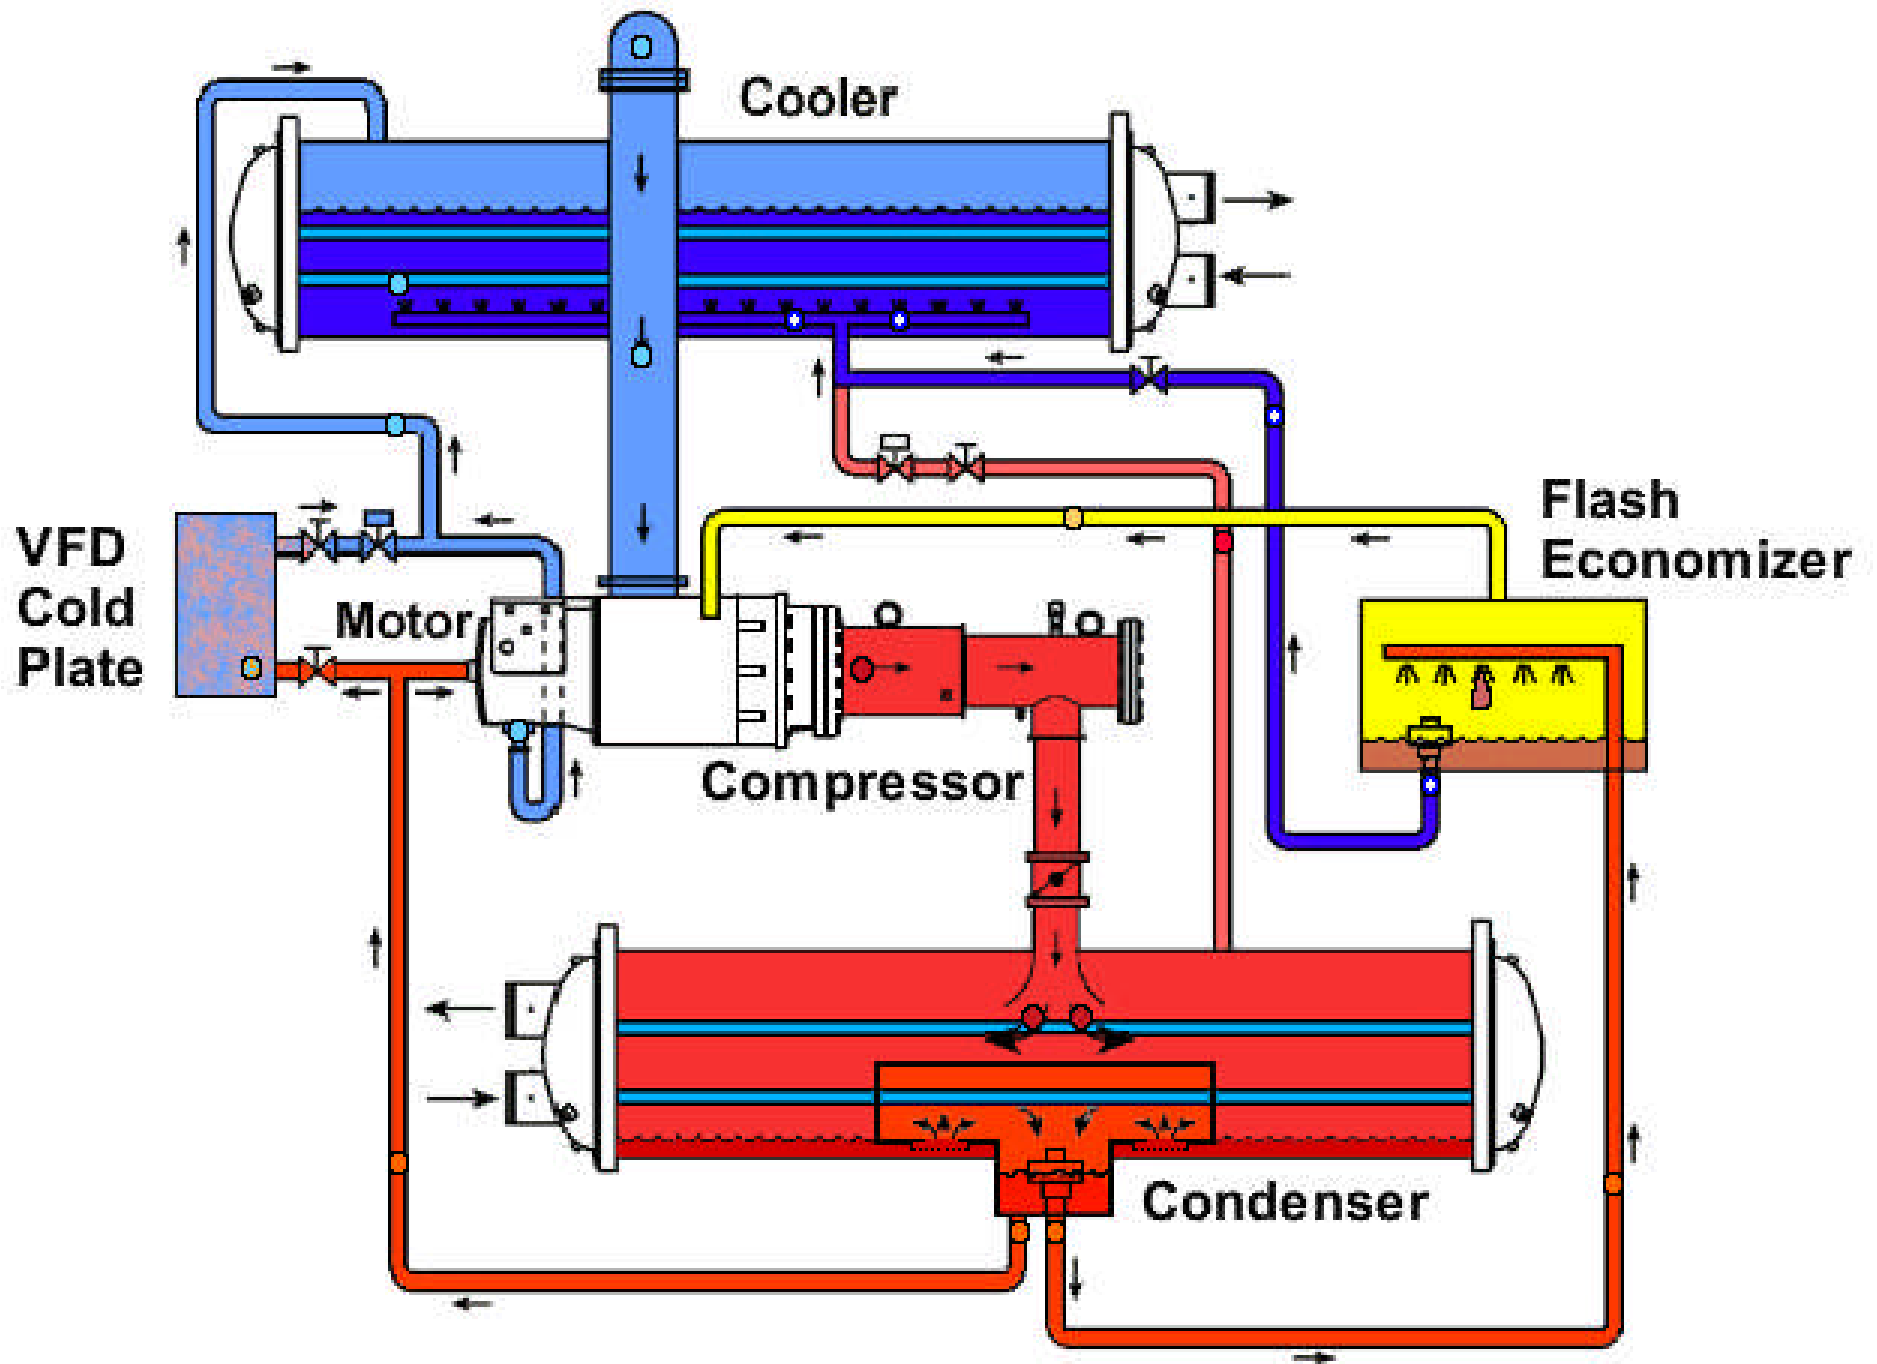 Cooler
Flash
Economizer
VFD
Cold
Plate
Motor
Compressor
Condenser